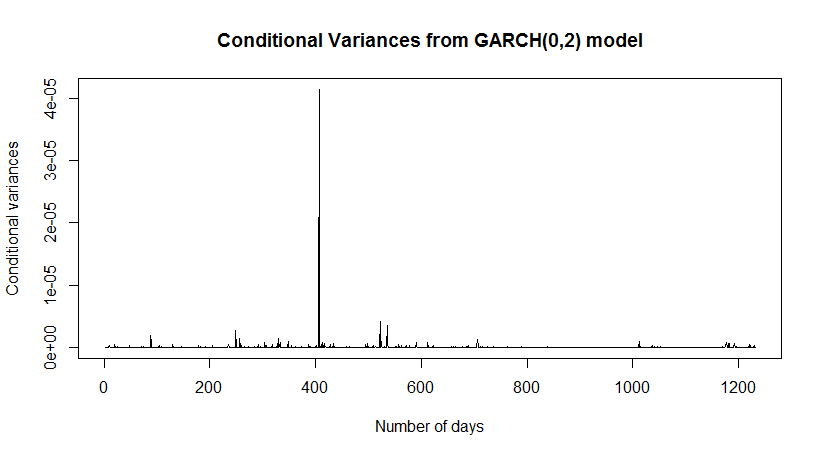 Conditional Variances from GARCH(0,2) model
Conditional variances
4e-05
3e-05
2e-05
1e-05
0e+00
0 200 400 600 800 1000 1200
Number of days